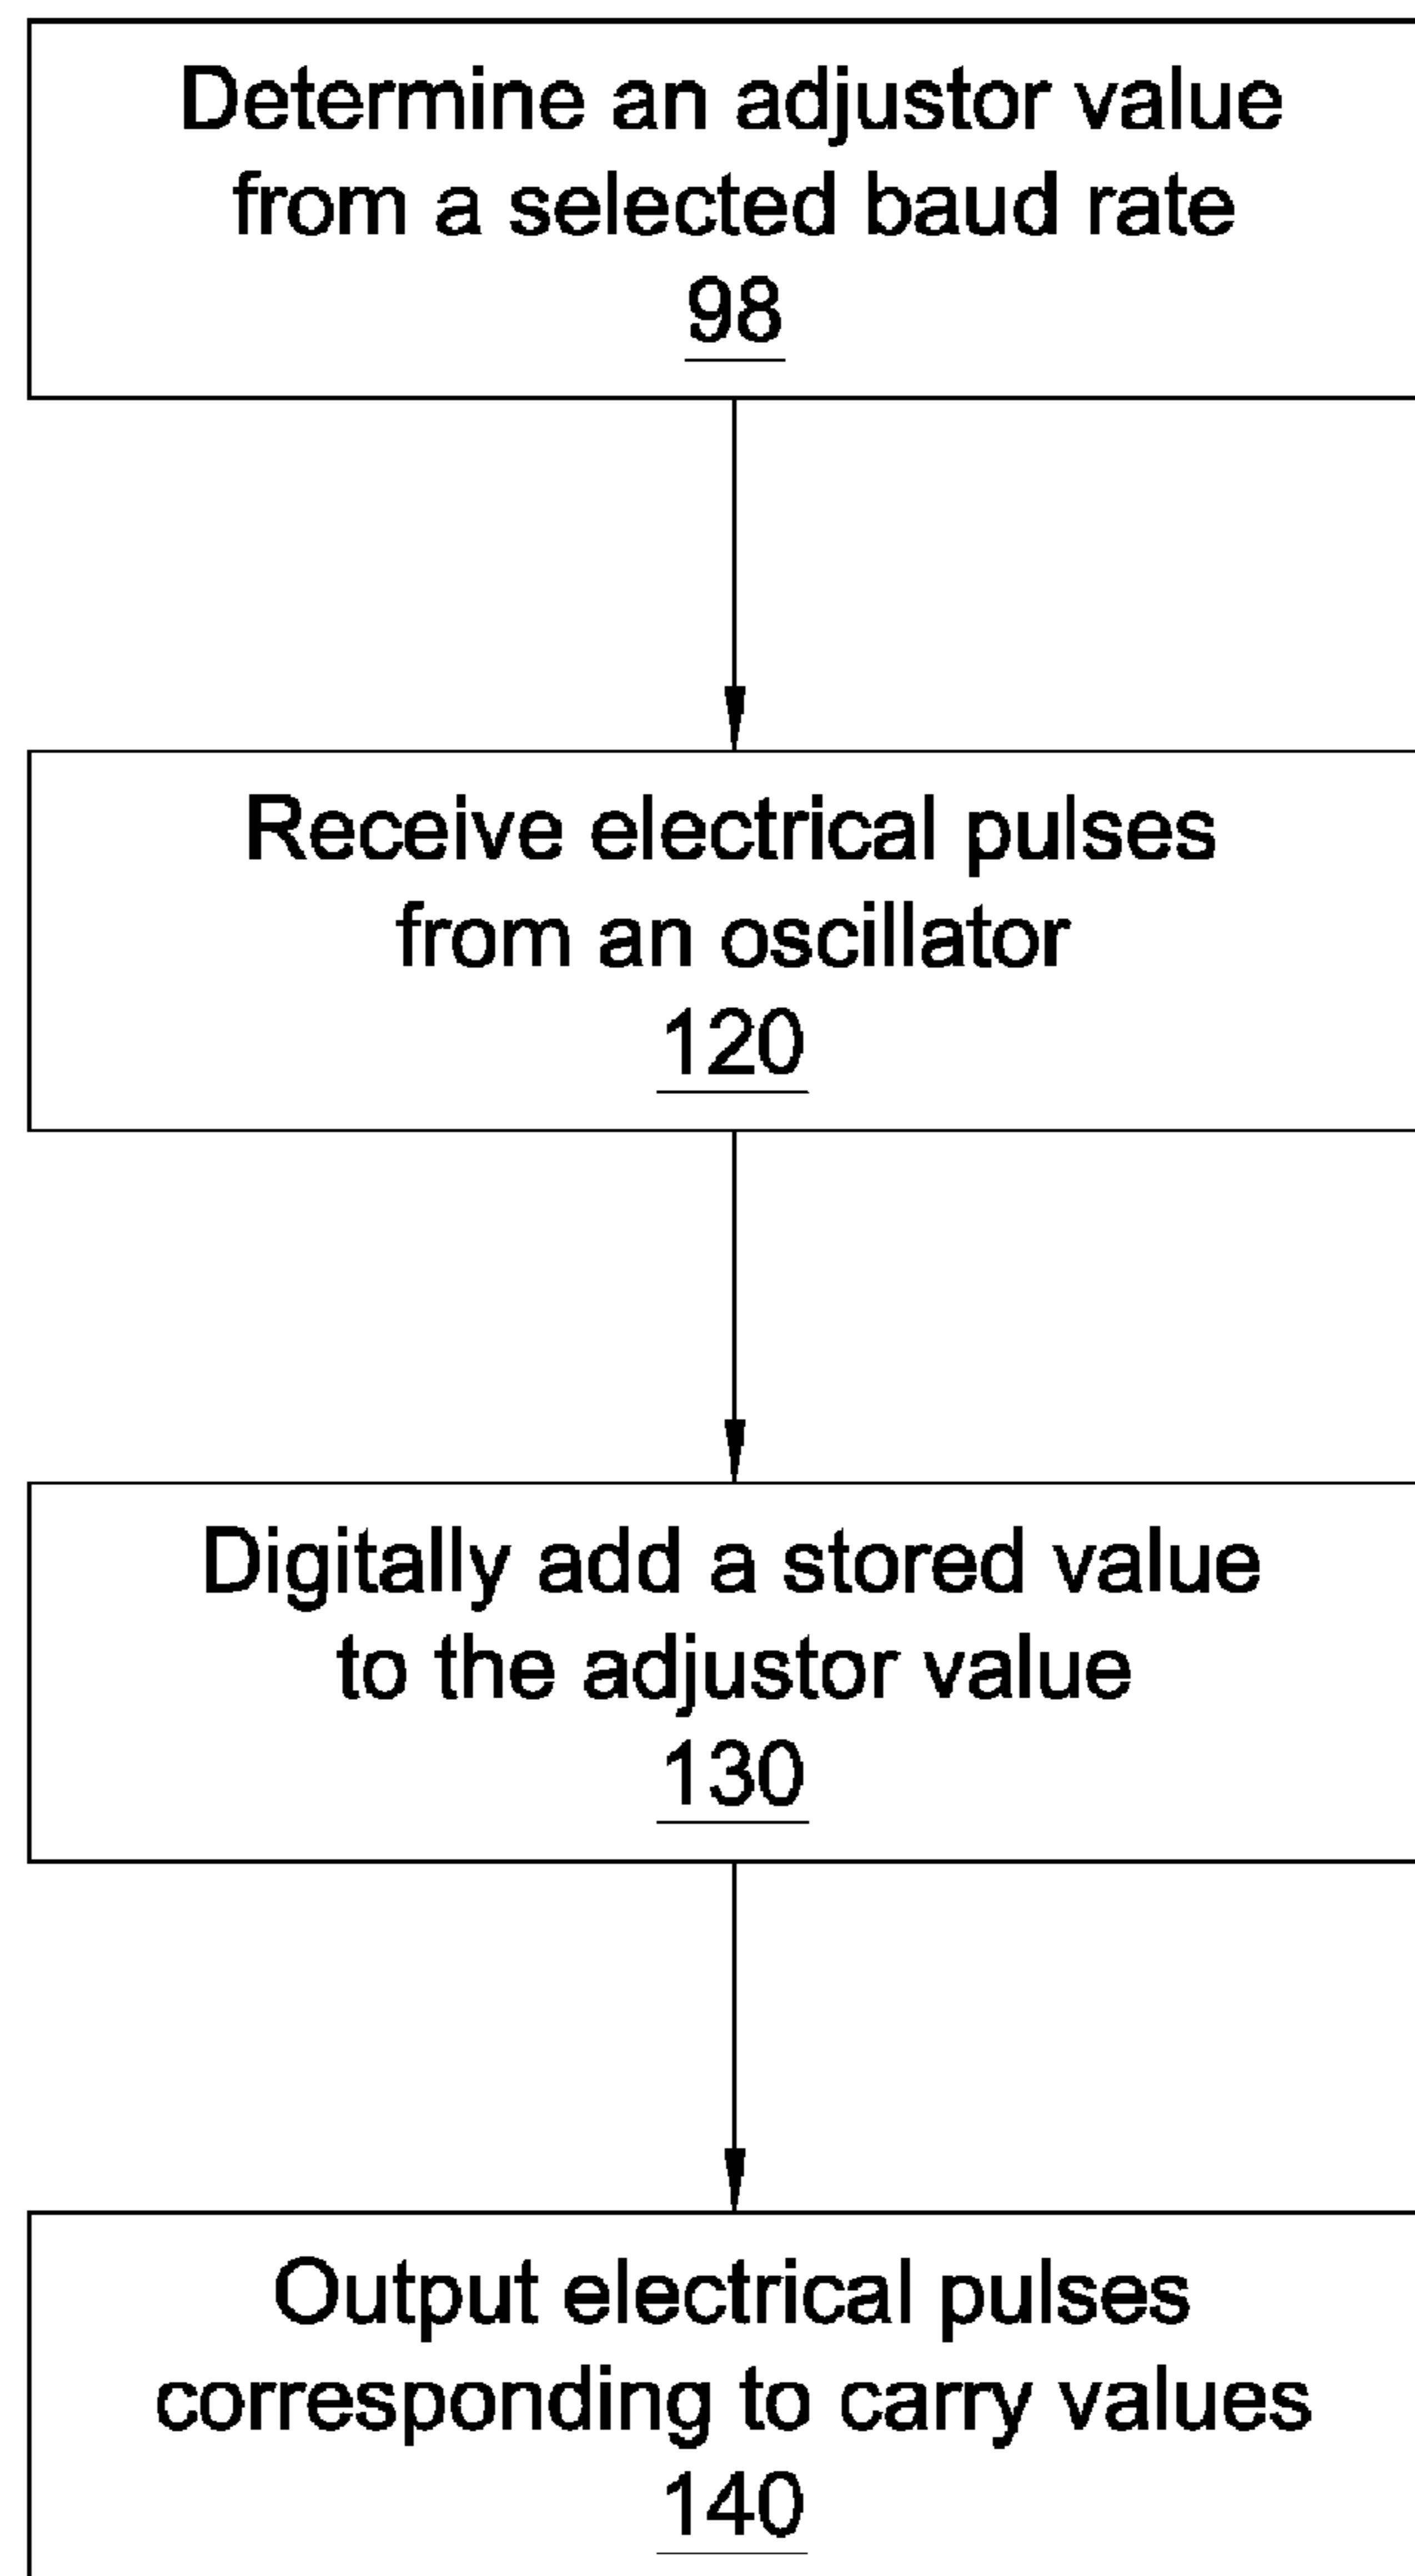 Determine an adjustor value
from a selected baud rate
98
Receive electrical pulses
from an oscillator
120
Digitally add a stored value
to the adjustor value
130
Output electrical pulses
corresponding to carry values
140